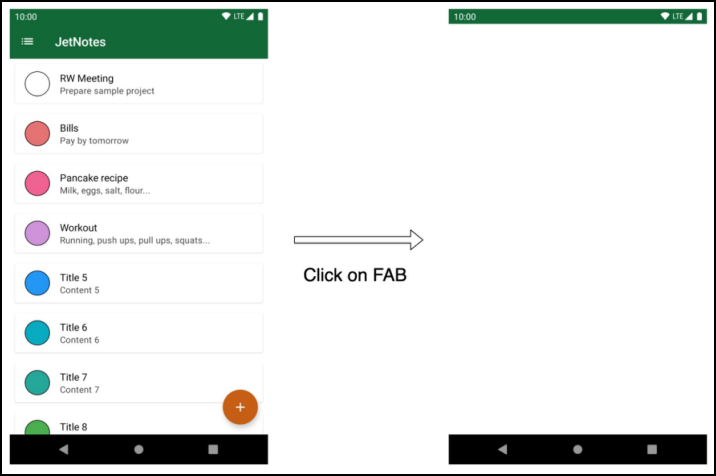 10:00 LTE
JetNotes
RW Meeting
Prepare sample project
Bills
Pay by tomorrow
Pancake recipe
Milk, eggs, salt, flour...
Workout
Running, push ups, pull ups, squats...
Title 5
Content 5
Title 6
Content 6
Title 7
Content 7
Title 8
Click on FAB
10:00 LTE